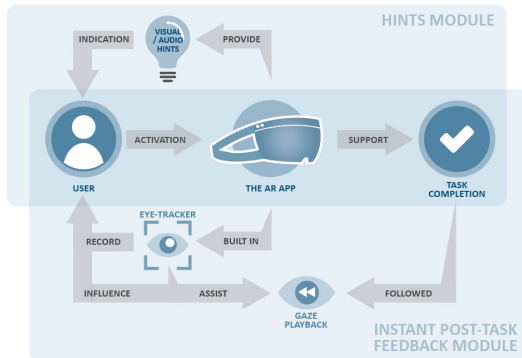 HINTS MODULE
INDICATION
VISUAL
/ AUDIO
HINTS
PROVIDE
ACTIVATION
SUPPORT
USER
THE AR APP
TASK
COMPLETION
EYE-TRACKER
RECORD
BUILT IN
INFLUENCE
ASSIST
FOLLOWED
GAZE
PLAYBACK
INSTANT POST-TASK
FEEDBACK MODULE